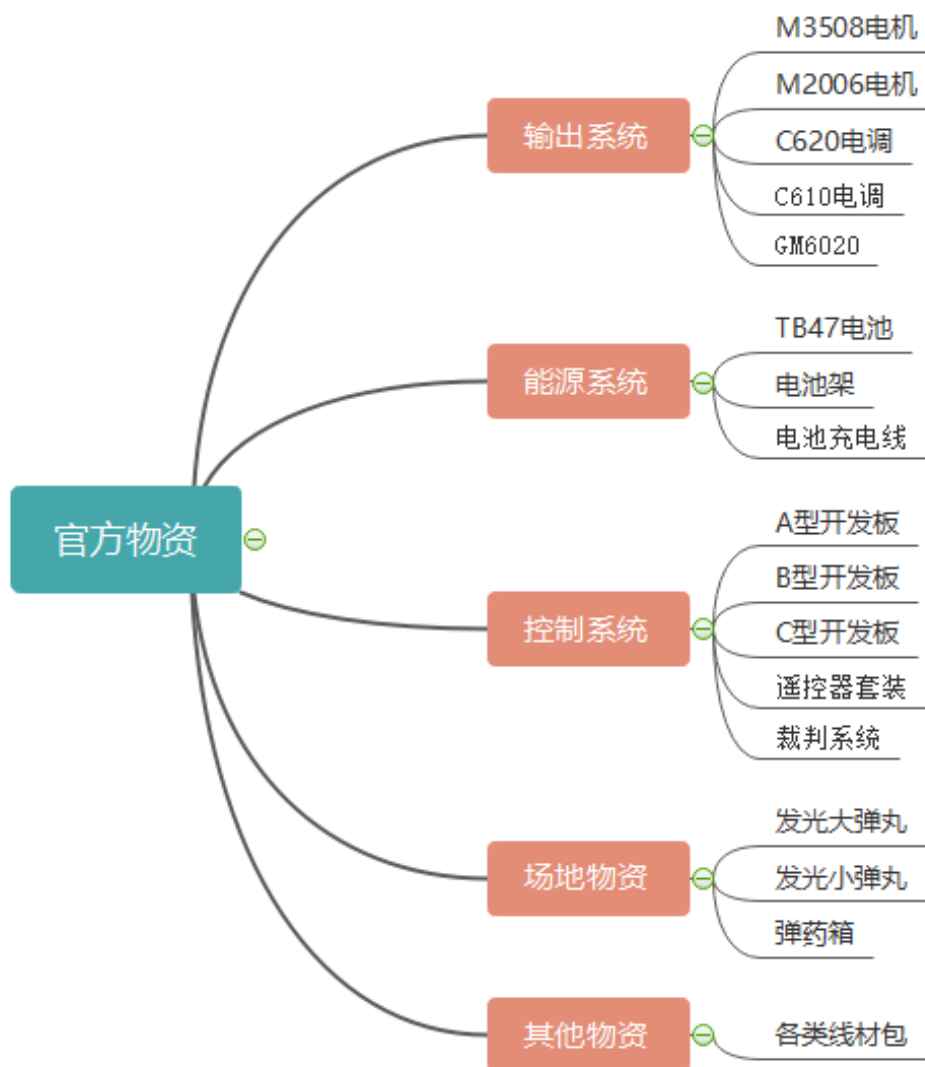 官方物资
输出系统
M3508电机
M2006电机
C620电调
C610电调
GM6020
能源系统
TB47电池
电池架
电池充电线
控制系统
A型开发板
B型开发板
C型开发板
遥控器套装
裁判系统
场地物资
发光大弹丸
发光小弹丸
弹药箱
其他物资
各类线材包